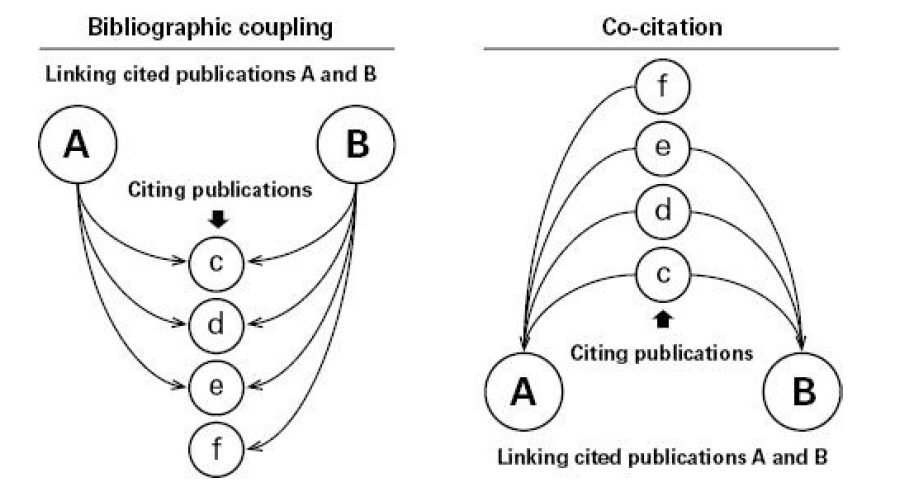 Bibliographic coupling
Linking cited publications A and B
A
B
Citing publications
c
d
e
f
Co-citation
f
e
d
c
Citing publications
A
B
Linking cited publications A and B